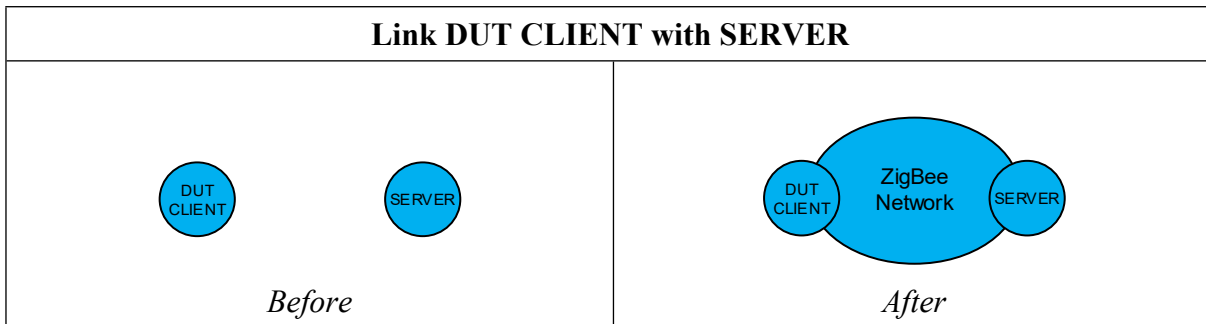 Link DUT CLIENT with SERVER
DUT
CLIENT
SERVER
Before
DUT
CLIENT
ZigBee
Network
SERVER
After